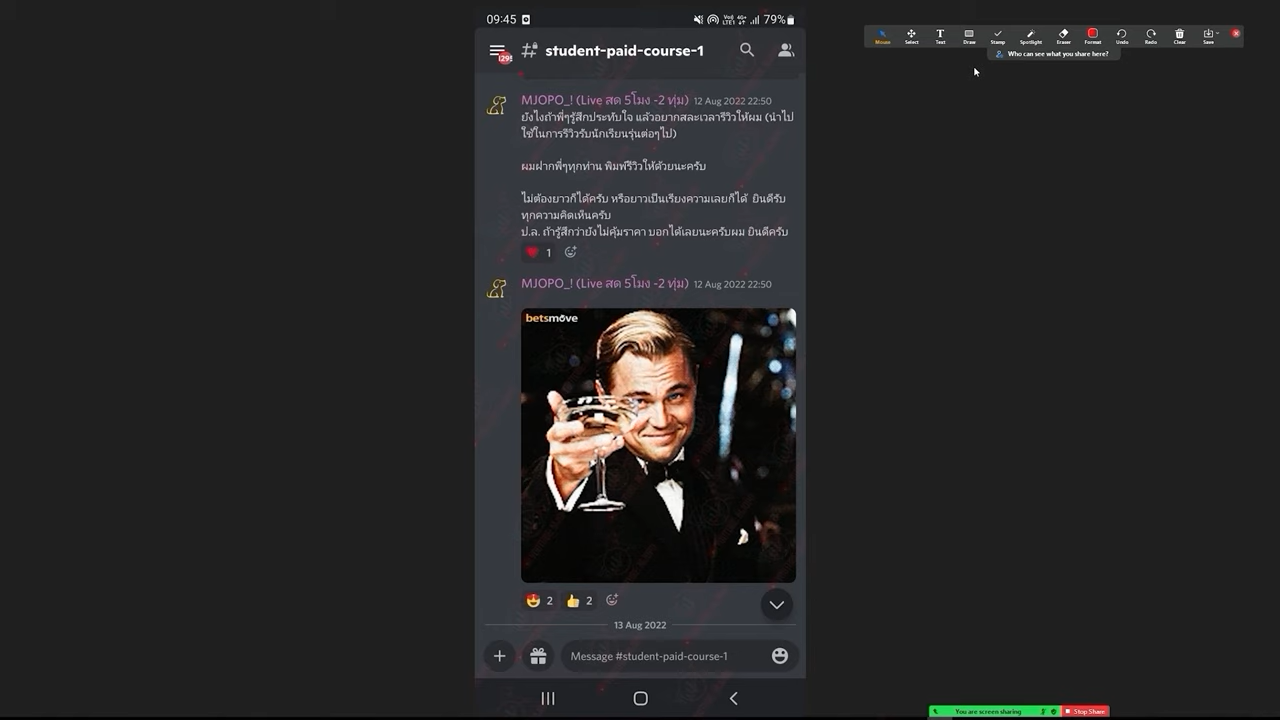 09:45
79%
Mouse Select Text Draw Stamp Spotlight Eraser Format Undo Redo Clear Save
Who can see what you share here?
# student-paid-course-1
MJOPO_! (Live สด 5โมง -2 ทุ่ม) 12 Aug 2022 22:50
ยังไงถ้าพี่ๆรู้สึกประทับใจ แล้วอยากสละเวลารีวิวให้ผม (นำไป
ใช้ในการรีวิวรับนักเรียนรุ่นต่อๆไป)
ผมฝากพี่ๆทุกท่าน พิมพ์รีวิวให้ด้วยนะครับ
ไม่ต้องยาวก็ได้ครับ หรือยาวเป็นเรียงความเลยก็ได้ ยินดีรับ
ทุกความคิดเห็นครับ
ป.ล. ถ้ารู้สึกว่ายังไม่คุ้มราคา บอกได้เลยนะครับผม ยินดีครับ
1
MJOPO_! (Live สด 5โมง -2 ทุ่ม) 12 Aug 2022 22:50
betsmove
2 2
13 Aug 2022
Message #student-paid-course-1
You are screen sharing Stop Share